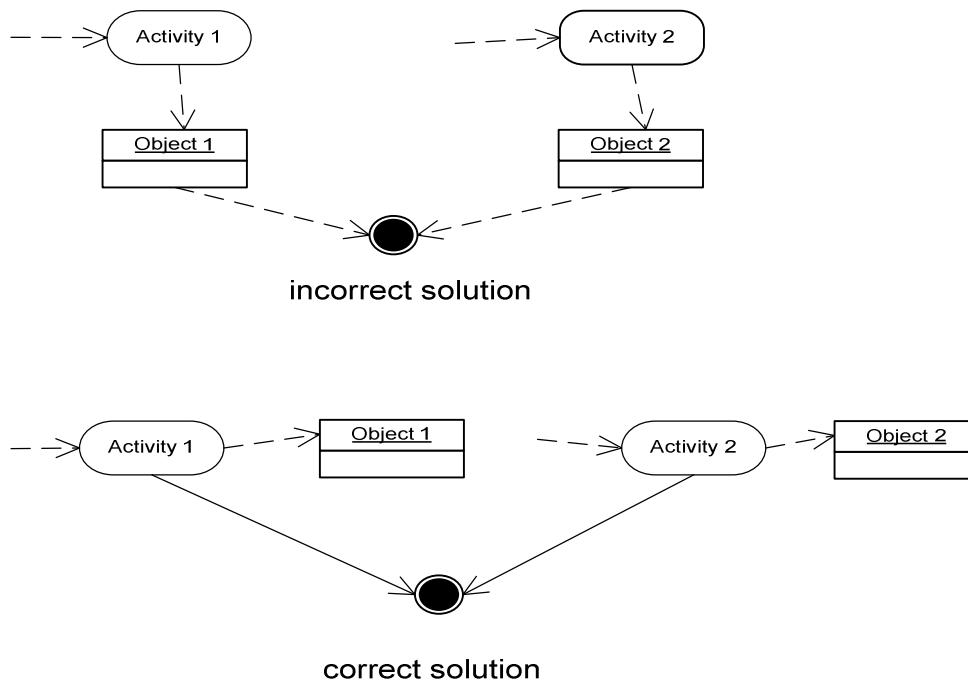 Activity 1
Activity 2
Object 1
Object 2
incorrect solution
Activity 1
Object 1
Activity 2
Object 2
correct solution